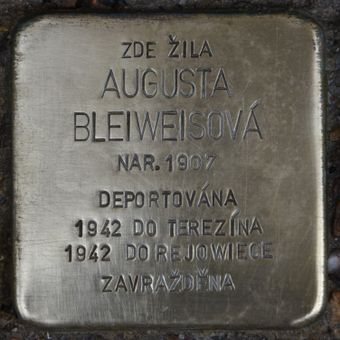 ZDE ŽILA
AUGUSTA
BLEIWEISOVÁ
NAR. 1907
DEPORTOVÁNA
1942 DO TEREZÍNA
1942 DO REJOWIECE
ZAVRAŽDĚNA